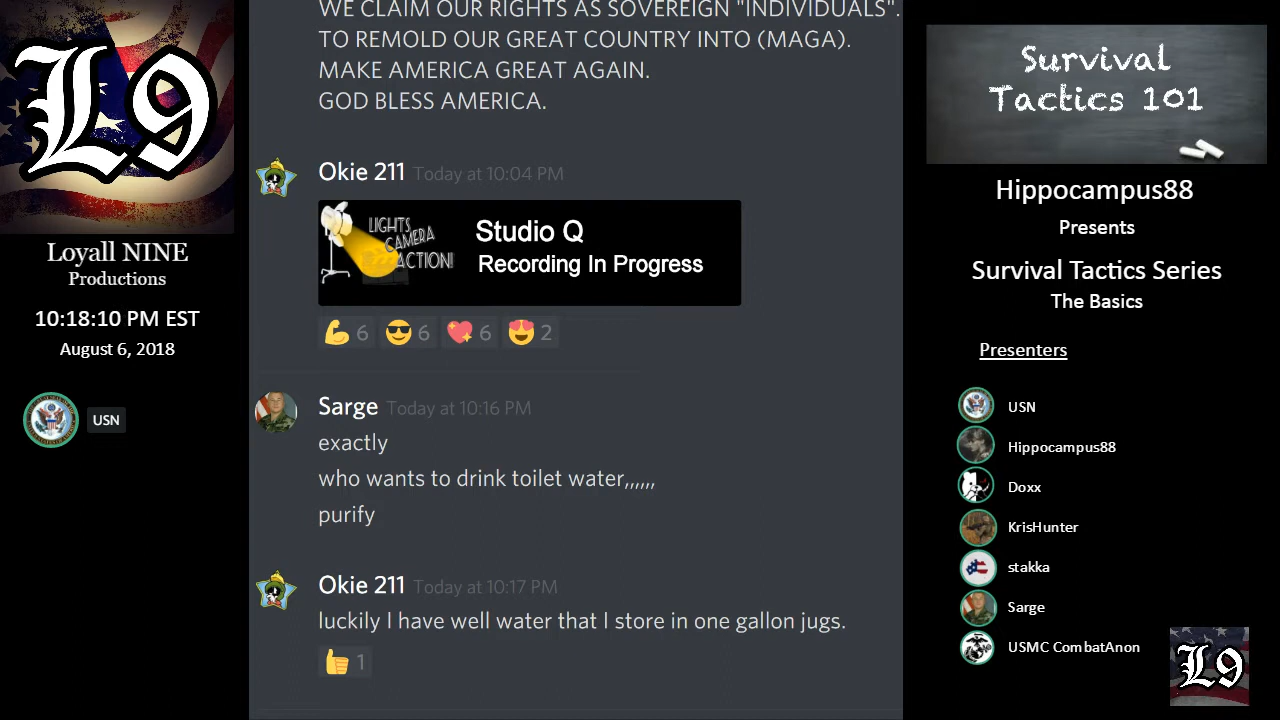 L9
Loyall NINE
Productions
10:18:10 PM EST
August 6, 2018
USN
WE CLAIM OUR RIGHTS AS SOVEREIGN "INDIVIDUALS".
TO REMOLD OUR GREAT COUNTRY INTO (MAGA).
MAKE AMERICA GREAT AGAIN.
GOD BLESS AMERICA.
Okie 211 Today at 10:04 PM
LIGHTS
CAMERA
ACTION!
Studio Q
Recording In Progress
6 6 6 2
Sarge Today at 10:16 PM
exactly
who wants to drink toilet water,,,,,,
purify
Okie 211 Today at 10:17 PM
luckily I have well water that I store in one gallon jugs.
1
Survival
Tactics 101
Hippocampus88
Presents
Survival Tactics Series
The Basics
Presenters
USN
Hippocampus88
Doxx
KrisHunter
stakka
Sarge
USMC CombatAnon
L9